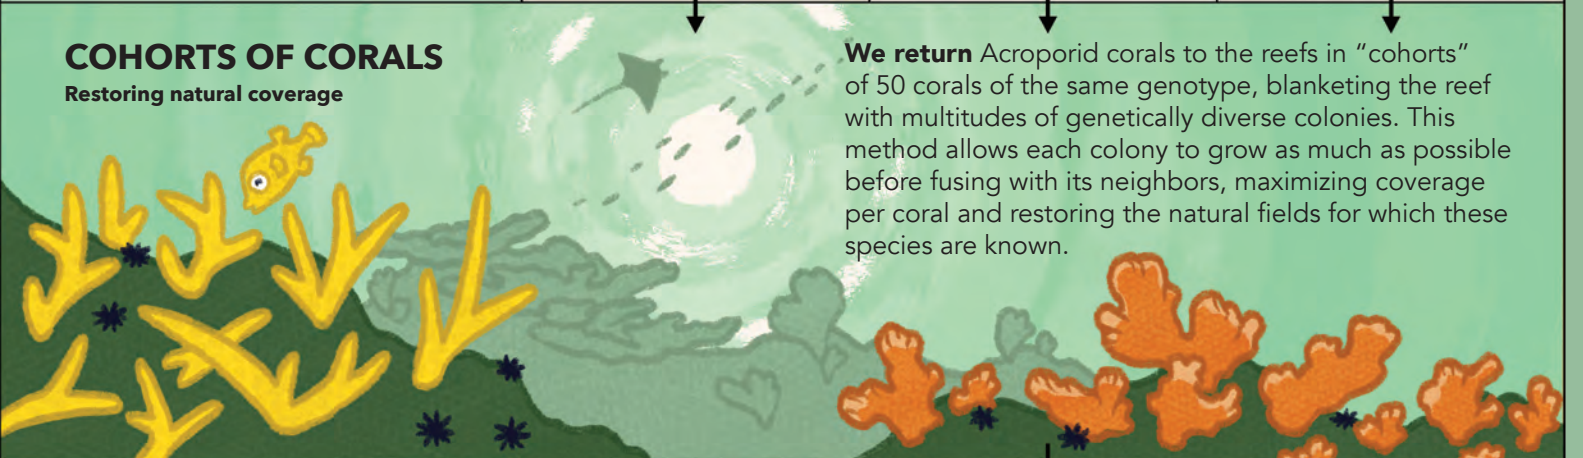 COHORTS OF CORALS
Restoring natural coverage
We return Acroporid corals to the reefs in “cohorts”
of 50 corals of the same genotype, blanketing the reef
with multitudes of genetically diverse colonies. This
method allows each colony to grow as much as possible
before fusing with its neighbors, maximizing coverage
per coral and restoring the natural fields for which these
species are known.